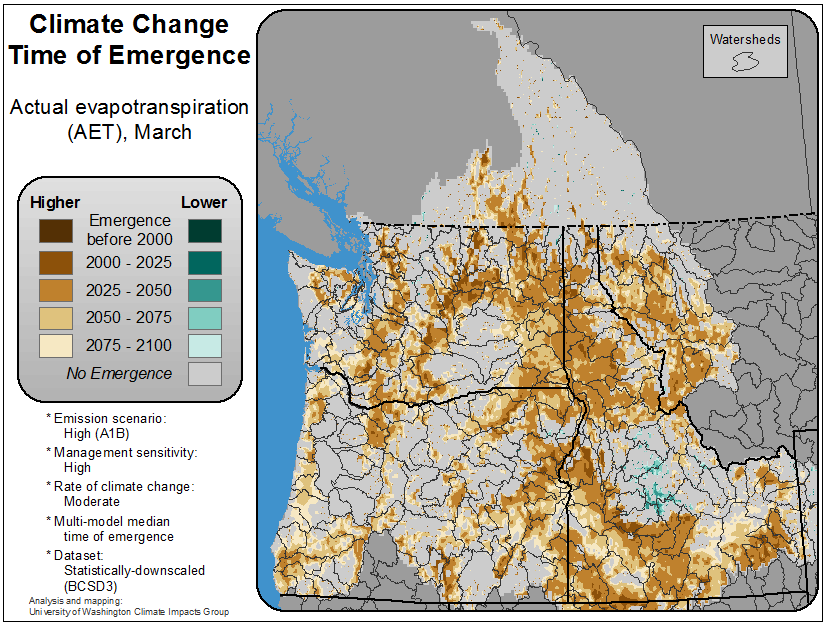 Climate Change
Time of Emergence
Actual evapotranspiration
(AET), March
Higher
Lower
Emergence
before 2000
2000 - 2025
2025 - 2050
2050 - 2075
2075 - 2100
No Emergence
* Emission scenario:
High (A1B)
* Management sensitivity:
High
* Rate of climate change:
Moderate
* Multi-model median
time of emergence
* Dataset:
Statistically-downscaled
(BCSD3)
Analysis and mapping:
University of Washington Climate Impacts Group
Watersheds